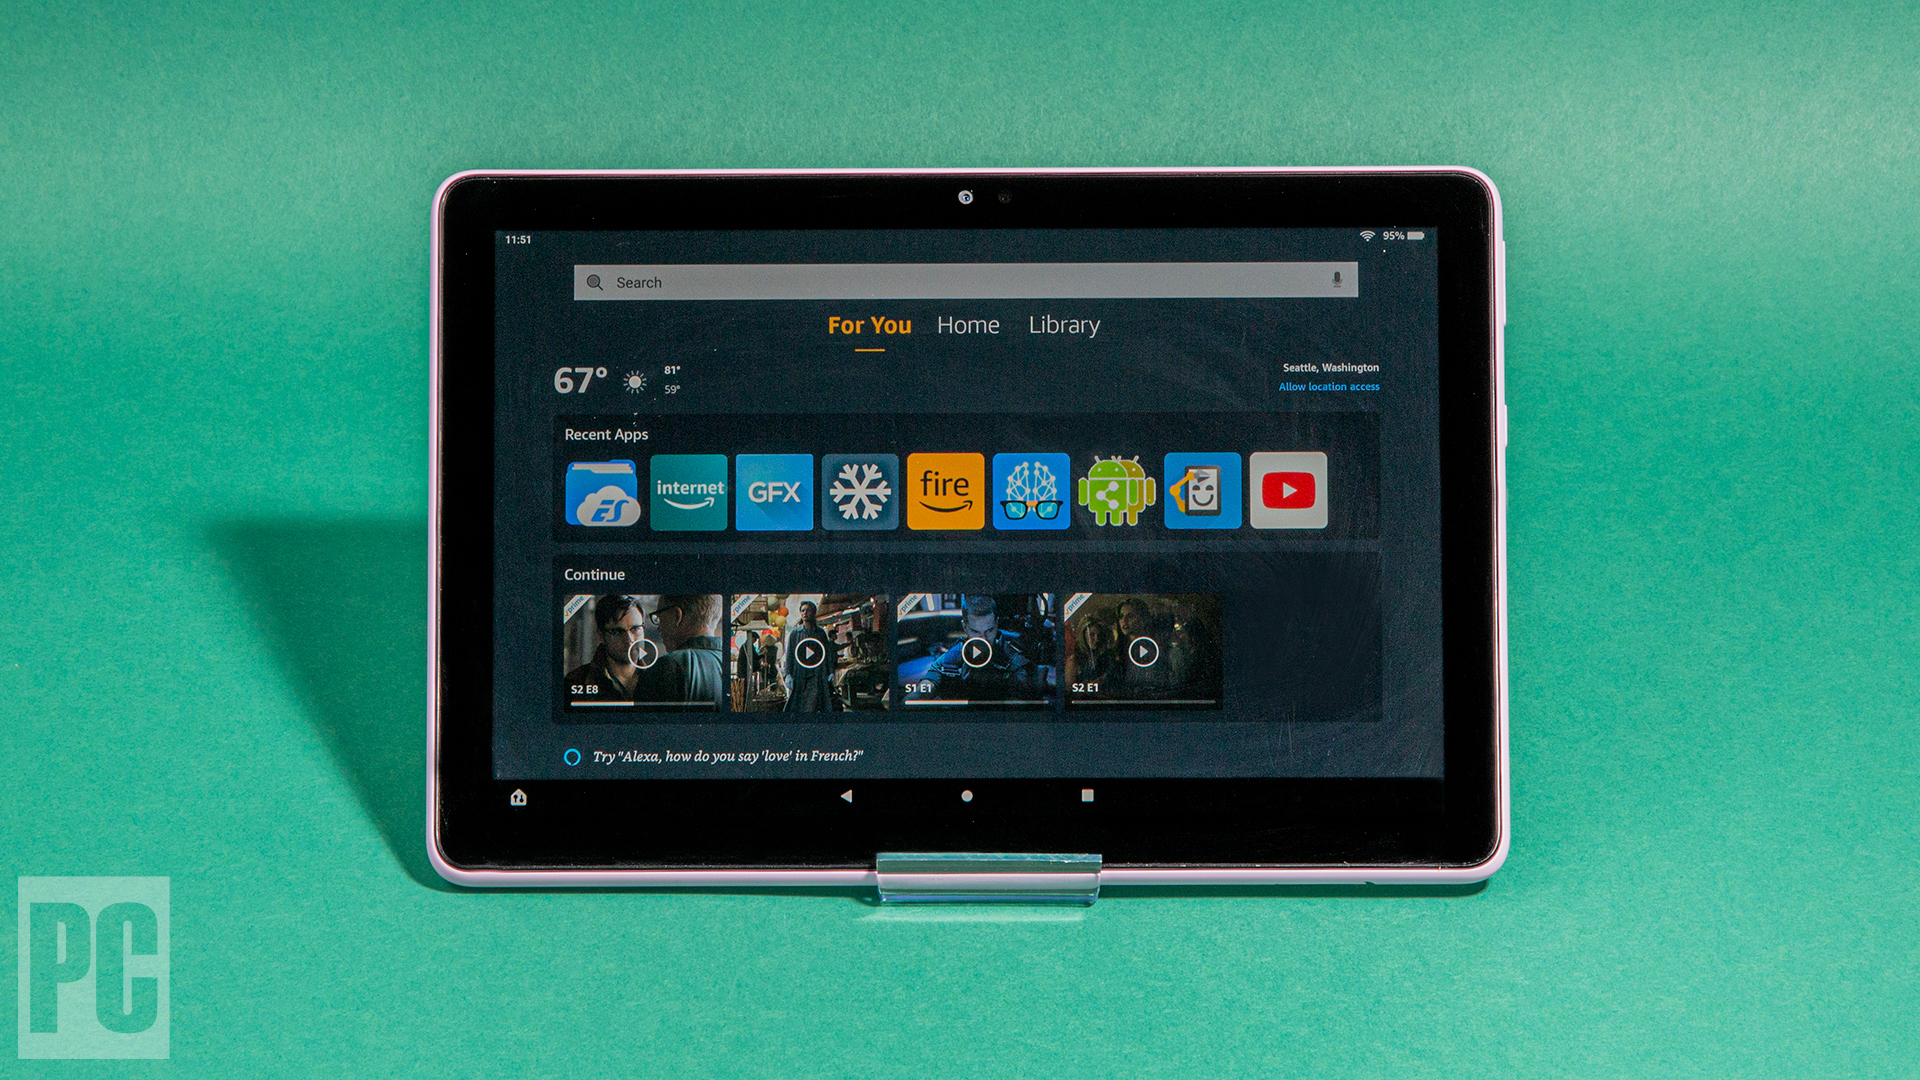 11:51
95%
Search
For You Home Library
67°
81°
59°
Seattle, Washington
Allow location access
Recent Apps
ES
internet
GFX
fire
Continue
prime
prime
prime
prime
S2 E8
S1 E1
S2 E1
Try "Alexa, how do you say 'love' in French?"
PC